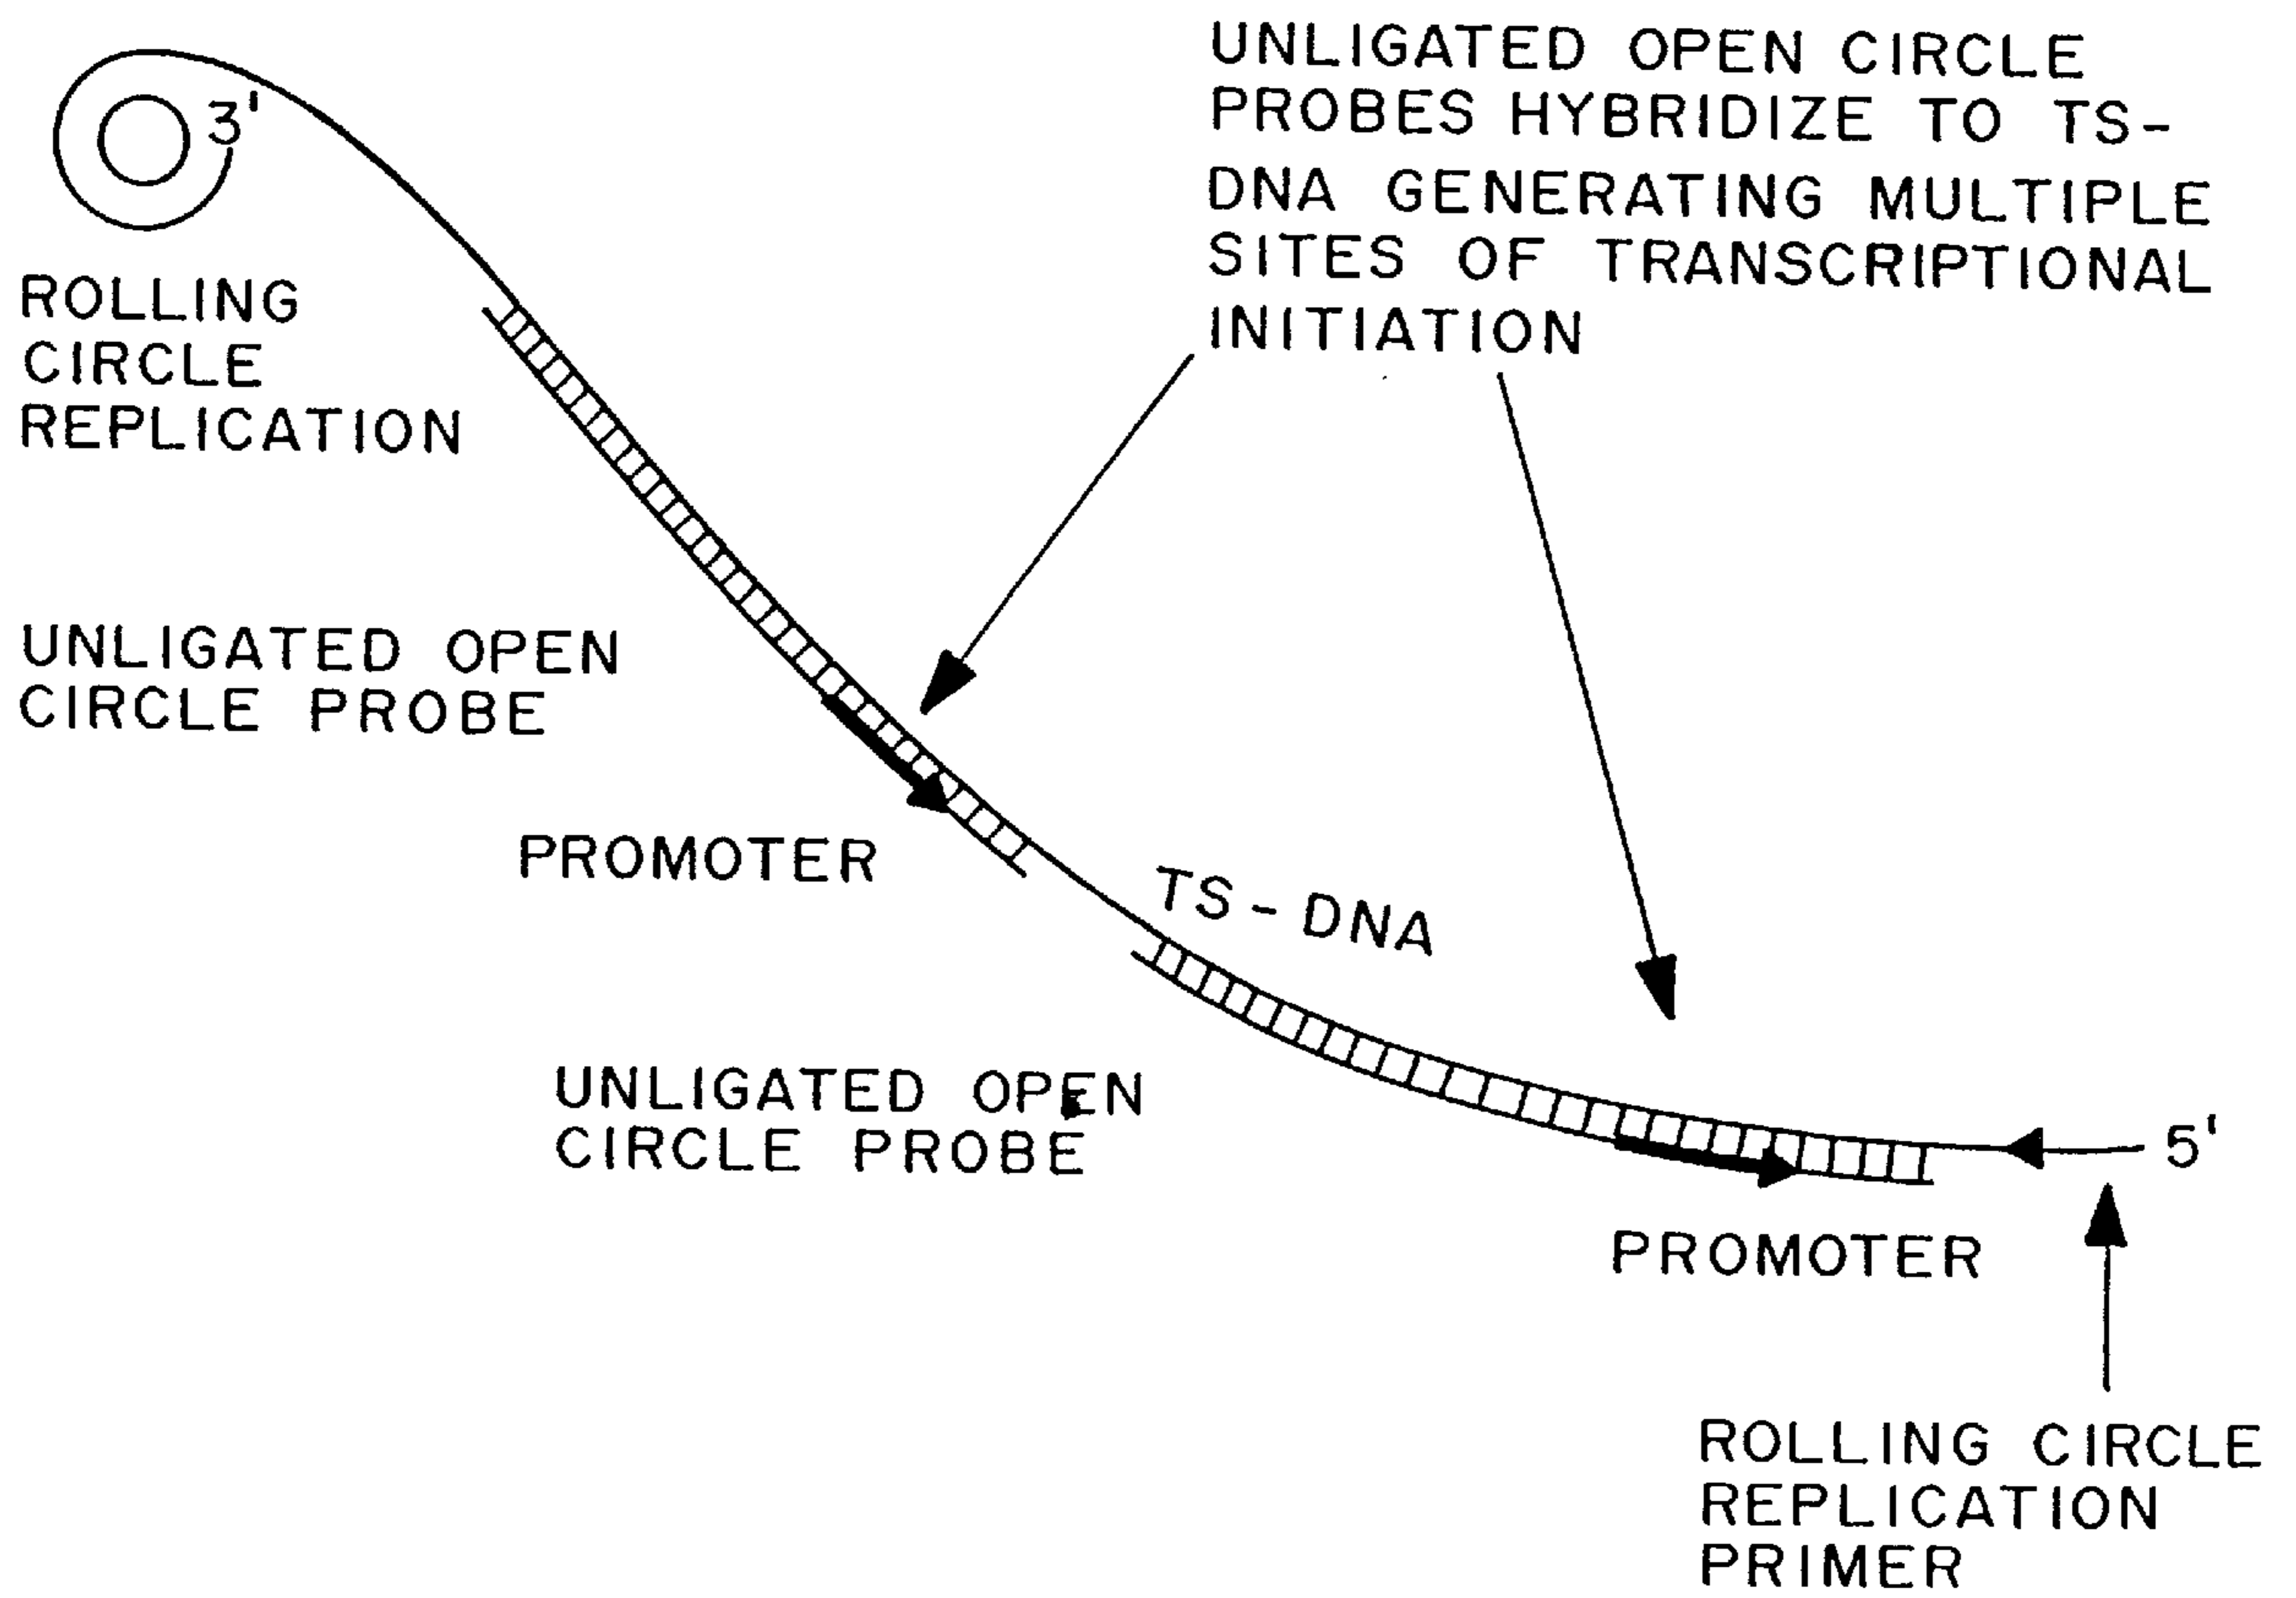 UNLIGATED OPEN CIRCLE
PROBES HYBRIDIZE TO TS-
DNA GENERATING MULTIPLE
SITES OF TRANSCRIPTIONAL
INITIATION
3'
ROLLING
CIRCLE
REPLICATION
UNLIGATED OPEN
CIRCLE PROBE
PROMOTER
TS-DNA
UNLIGATED OPEN
CIRCLE PROBE
5'
PROMOTER
ROLLING CIRCLE
REPLICATION
PRIMER